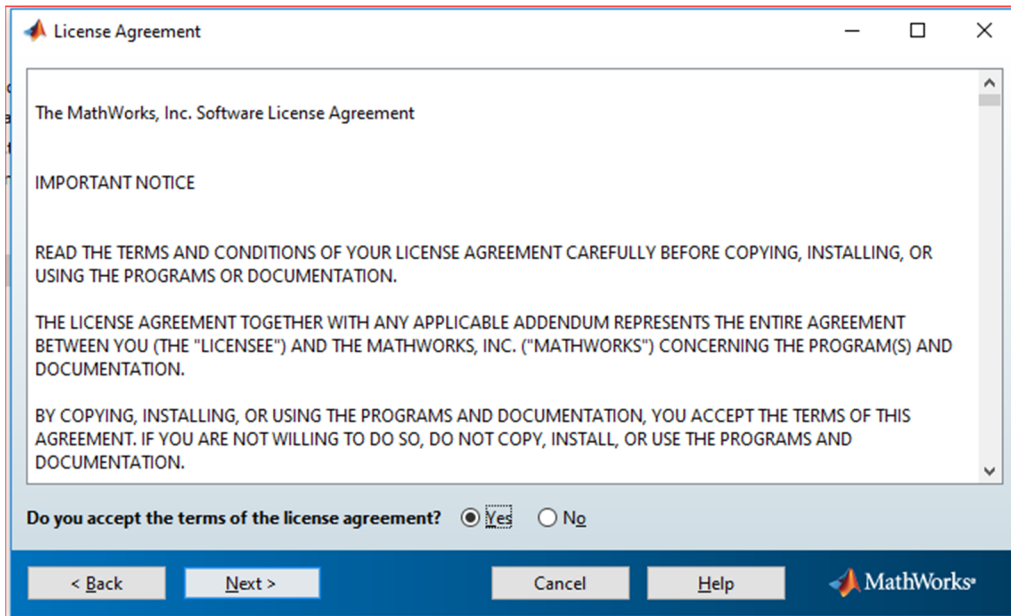 License Agreement
The MathWorks, Inc. Software License Agreement
IMPORTANT NOTICE
READ THE TERMS AND CONDITIONS OF YOUR LICENSE AGREEMENT CAREFULLY BEFORE COPYING, INSTALLING, OR
USING THE PROGRAMS OR DOCUMENTATION.
THE LICENSE AGREEMENT TOGETHER WITH ANY APPLICABLE ADDENDUM REPRESENTS THE ENTIRE AGREEMENT
BETWEEN YOU (THE "LICENSEE") AND THE MATHWORKS, INC. ("MATHWORKS") CONCERNING THE PROGRAM(S) AND
DOCUMENTATION.
BY COPYING, INSTALLING, OR USING THE PROGRAMS AND DOCUMENTATION, YOU ACCEPT THE TERMS OF THIS
AGREEMENT. IF YOU ARE NOT WILLING TO DO SO, DO NOT COPY, INSTALL, OR USE THE PROGRAMS AND
DOCUMENTATION.
Do you accept the terms of the license agreement? Yes No
< Back Next > Cancel Help MathWorks®